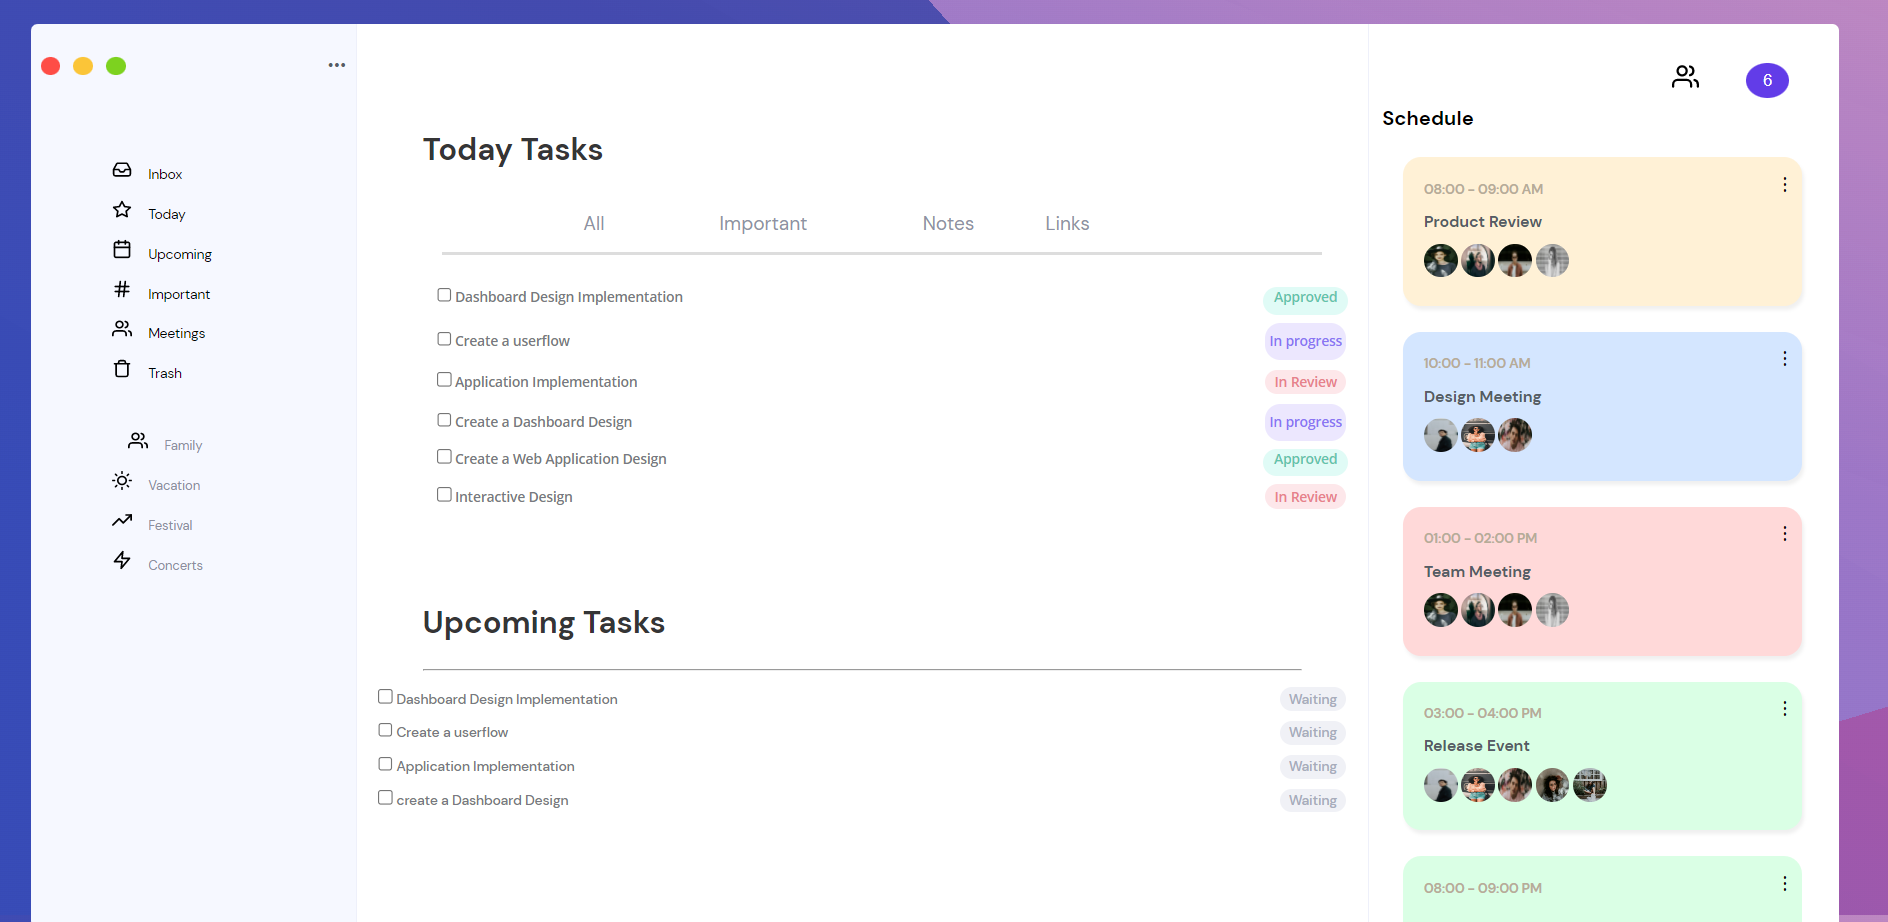 Inbox
Today
Upcoming
Important
Meetings
Trash
Family
Vacation
Festival
Concerts
Today Tasks
All Important Notes Links
Dashboard Design Implementation Approved
Create a userflow In progress
Application Implementation In Review
Create a Dashboard Design In progress
Create a Web Application Design Approved
Interactive Design In Review
Upcoming Tasks
Dashboard Design Implementation Waiting
Create a userflow Waiting
Application Implementation Waiting
create a Dashboard Design Waiting
6
Schedule
08:00 - 09:00 AM
Product Review
10:00 - 11:00 AM
Design Meeting
01:00 - 02:00 PM
Team Meeting
03:00 - 04:00 PM
Release Event
08:00 - 09:00 PM